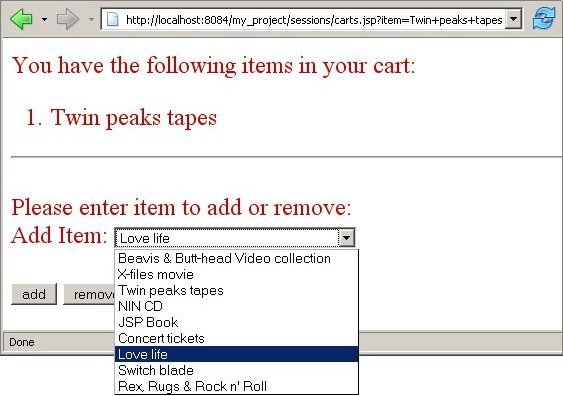 http://localhost:8084/my_project/sessions/carts.jsp?item=Twin+peaks+tapes
You have the following items in your cart:
1. Twin peaks tapes
Please enter item to add or remove:
Add Item: Love life
Beavis & Butt-head Video collection
X-files movie
Twin peaks tapes
NIN CD
JSP Book
Concert tickets
Love life
Switch blade
Rex, Rugs & Rock n' Roll
add remove
Done